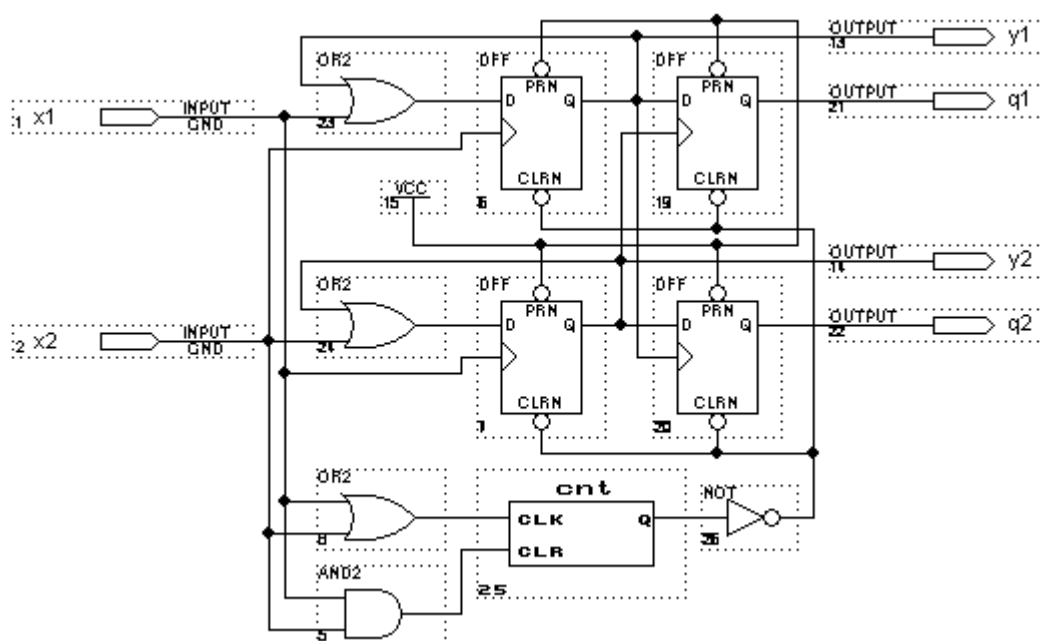 OUTPUT
13
y1
OR2
DFF
DFF
PRN
D
Q
PRN
D
Q
OUTPUT
21
q1
1
x1
INPUT
GND
23
CLRN
6
CLRN
19
VCC
15
OUTPUT
14
y2
OR2
DFF
DFF
PRN
D
Q
PRN
D
Q
OUTPUT
22
q2
2
x2
INPUT
GND
24
CLRN
7
CLRN
20
OR2
8
cnt
CLK
Q
CLR
25
NOT
26
AND2
5